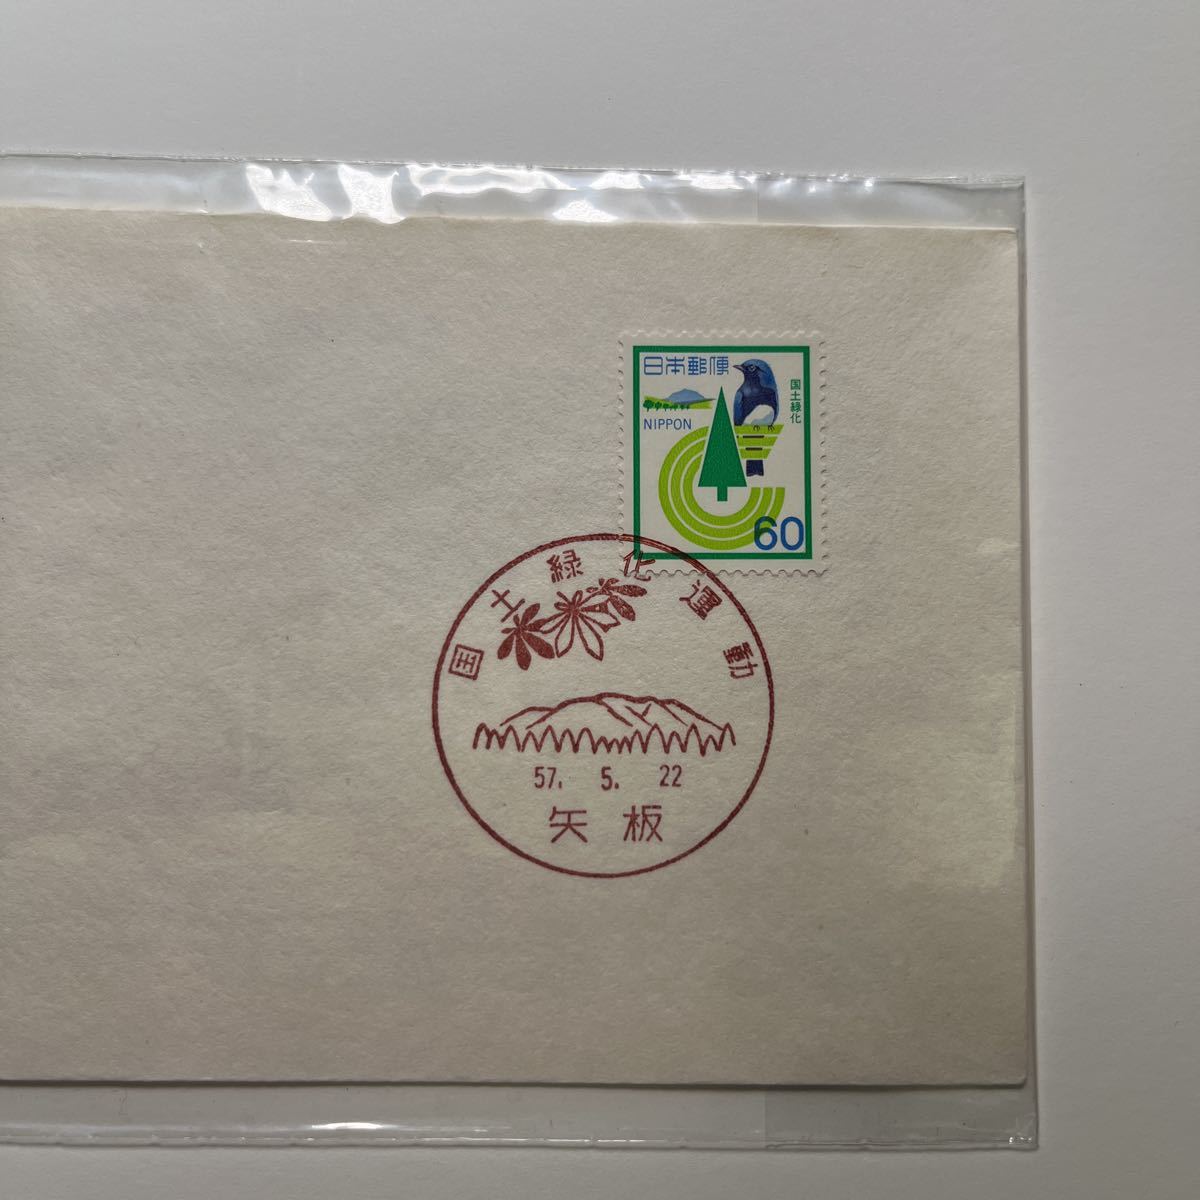 日本郵便
国土緑化
NIPPON
60
国土緑化運動
57. 5. 22
矢板